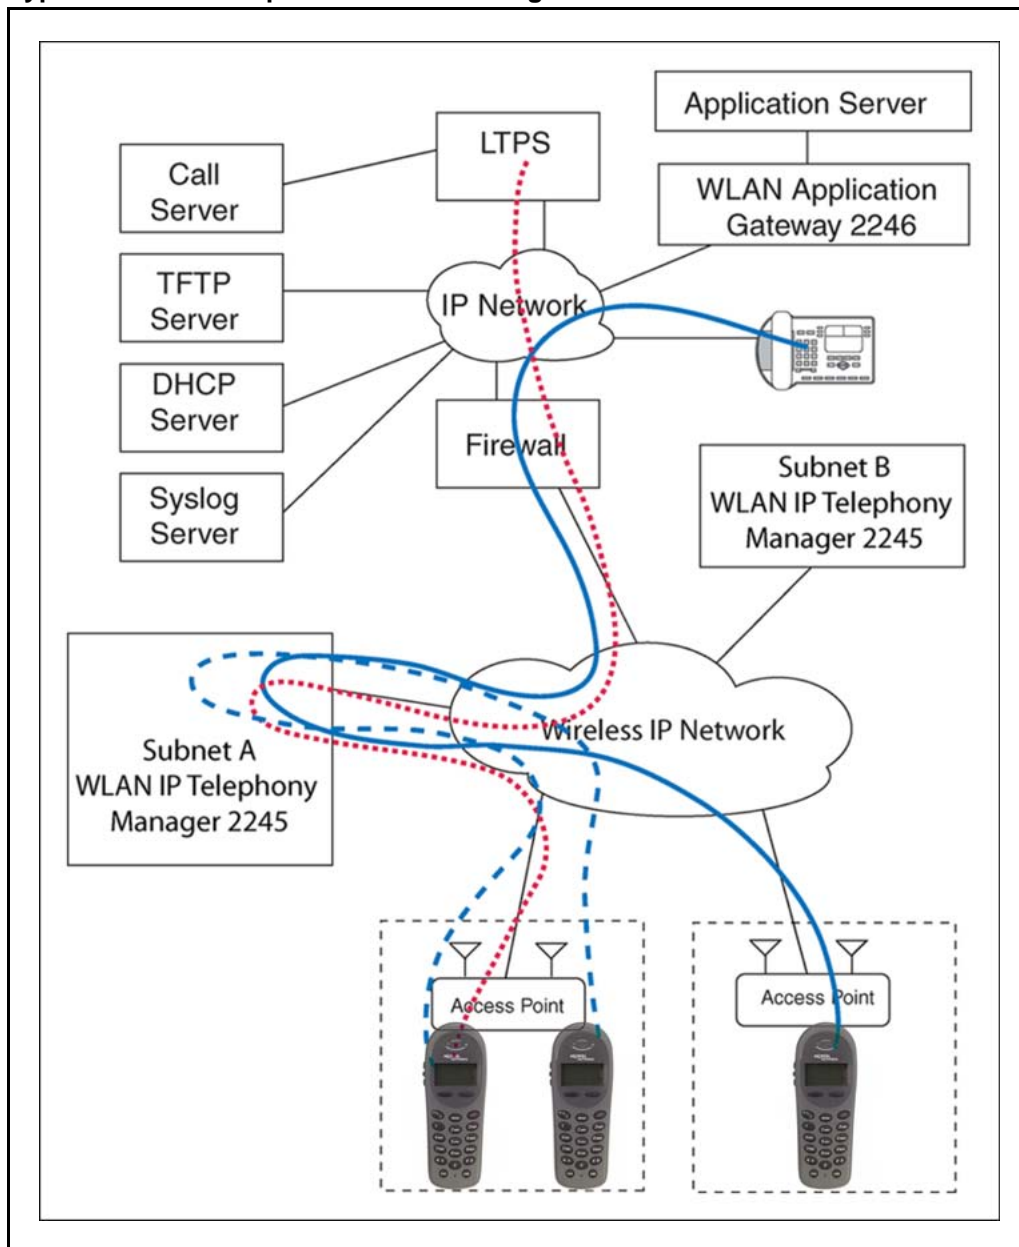 Application Server
LTPS
Call
Server
WLAN Application
Gateway 2246
TFTP
Server
IP Network
DHCP
Server
Firewall
Subnet B
WLAN IP Telephony
Manager 2245
Syslog
Server
Wireless IP Network
Subnet A
WLAN IP Telephony
Manager 2245
Access Point
Access Point